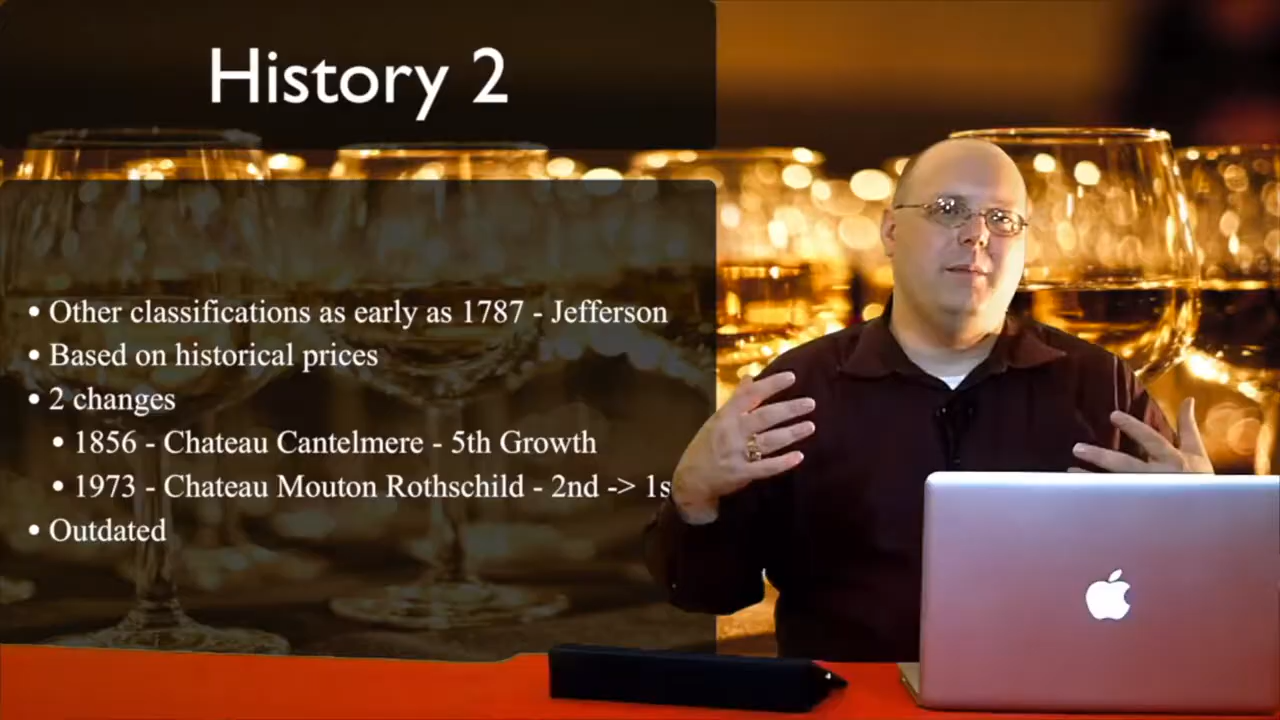 History 2
• Other classifications as early as 1787 - Jefferson
• Based on historical prices
• 2 changes
• 1856 - Chateau Cantelmere - 5th Growth
• 1973 - Chateau Mouton Rothschild - 2nd -> 1s
• Outdated